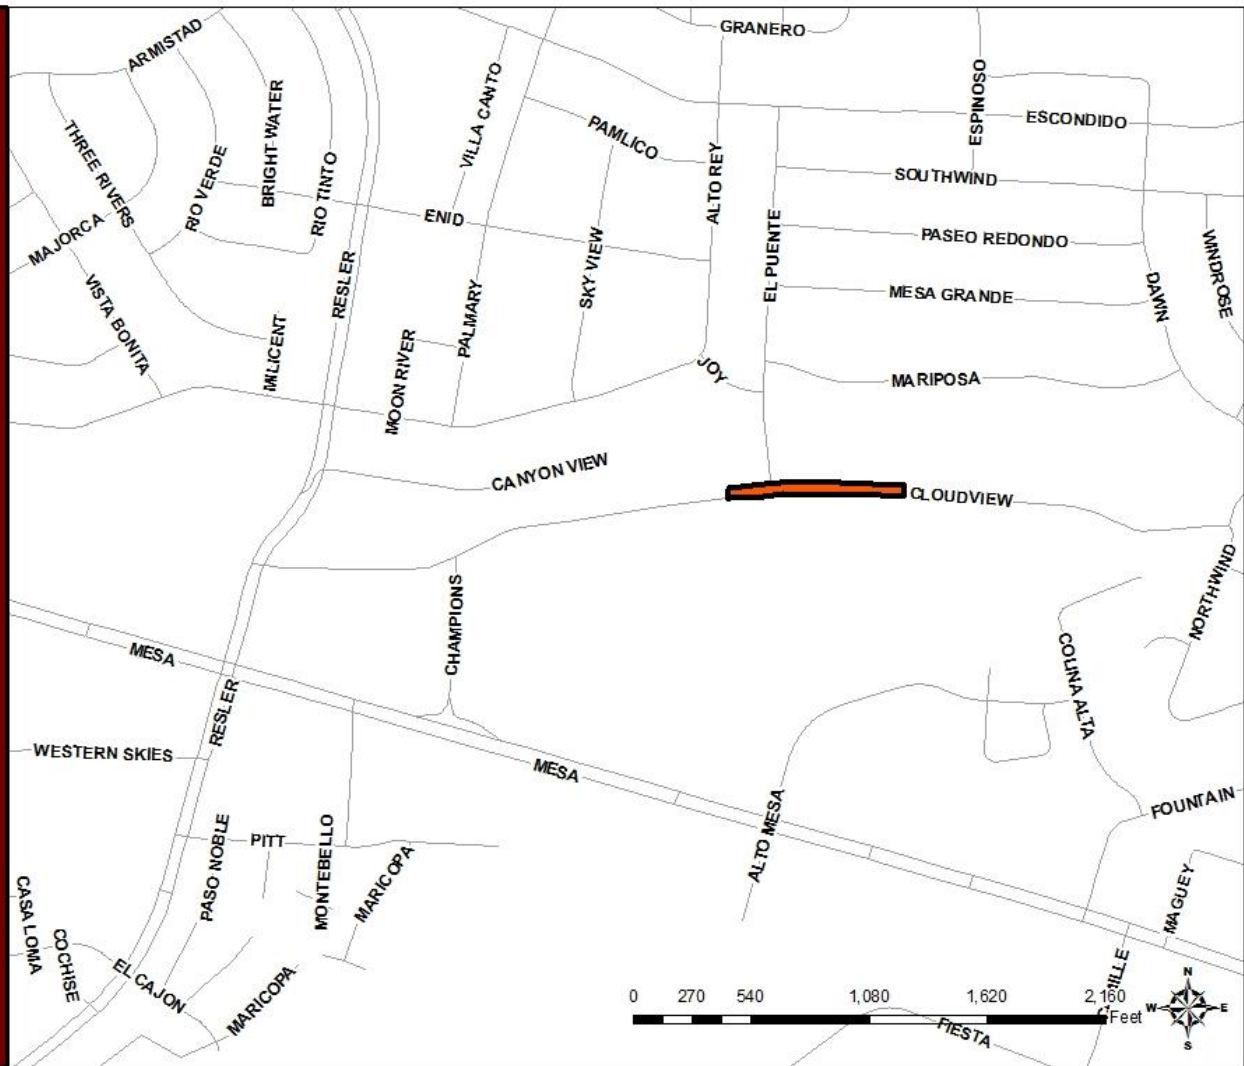 GRANERO
ARMISTAD
ESPINOSO
VILLA CANTO
BRIGHT WATER
ESCONDIDO
PAMLICO
THREE RIVERS
RIO VERDE
RIO TINTO
ALTO REY
SOUTHWIND
ENID
MAJORCA
EL PUENTE
PASEO REDONDO
WINDROSE
VISTA BONITA
RESLER
SKY VIEW
DAWN
MESA GRANDE
MILICENT
MOON RIVER
PALMARY
JOY
MARIPOSA
CANYON VIEW
CLOUDVIEW
NORTHWIND
CHAMPIONS
MESA
COLINA ALTA
RESLER
WESTERN SKIES
MESA
FOUNTAIN
ALTO MESA
PITT
PASO NOBLE
MONTEBELLO
MARICOPA
MAGUEY
CASA LOMA
COCHISE
EL CAJON
MARICOPA
N
W
E
S
0 270 540 1,080 1,620 2,160
Feet
FIESTA